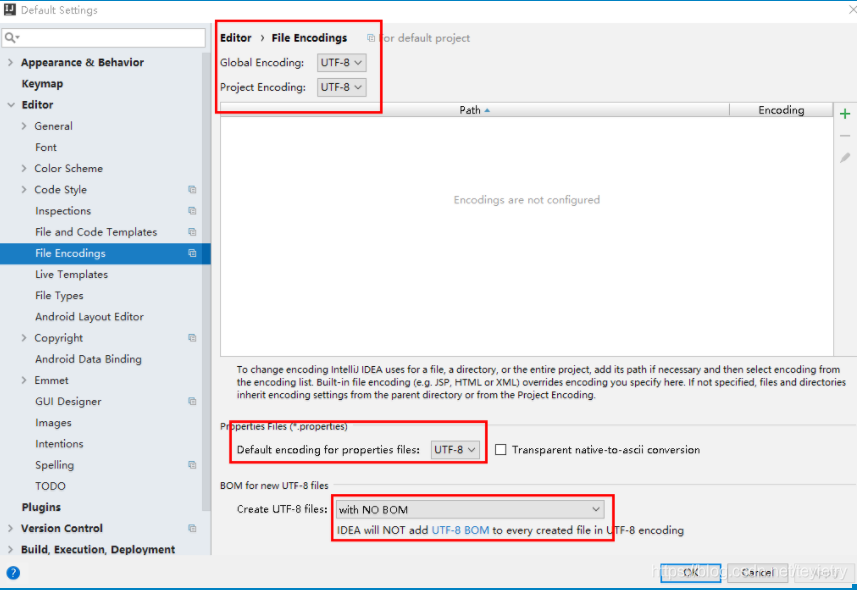 Default Settings
Appearance & Behavior
Keymap
Editor
General
Font
Color Scheme
Code Style
Inspections
File and Code Templates
File Encodings
Live Templates
File Types
Android Layout Editor
Copyright
Android Data Binding
Emmet
GUI Designer
Images
Intentions
Spelling
TODO
Plugins
Version Control
Build, Execution, Deployment
Editor › File Encodings For default project
Global Encoding: UTF-8
Project Encoding: UTF-8
Path Encoding
Encodings are not configured
To change encoding IntelliJ IDEA uses for a file, a directory, or the entire project, add its path if necessary and then select encoding from
the encoding list. Built-in file encoding (e.g. JSP, HTML or XML) overrides encoding you specify here. If not specified, files and directories
inherit encoding settings from the parent directory or from the Project Encoding.
Properties Files (*.properties)
Default encoding for properties files: UTF-8 Transparent native-to-ascii conversion
BOM for new UTF-8 files
Create UTF-8 files: with NO BOM
IDEA will NOT add UTF-8 BOM to every created file in UTF-8 encoding
OK Cancel